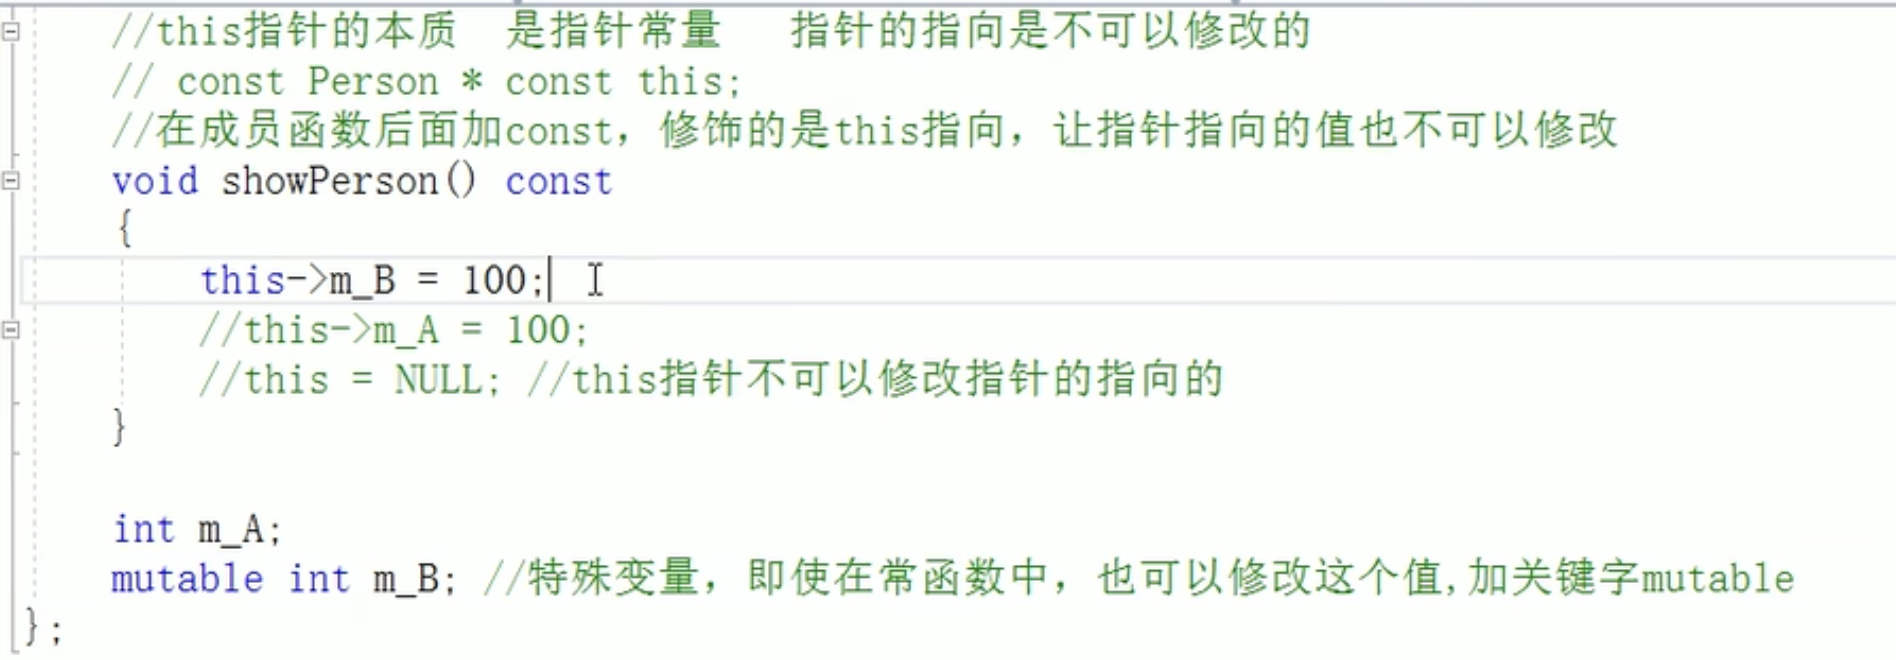 //this指针的本质 是指针常量 指针的指向是不可以修改的
// const Person * const this;
//在成员函数后面加const，修饰的是this指向，让指针指向的值也不可以修改
void showPerson() const
{
this->m_B = 100;
//this->m_A = 100;
//this = NULL; //this指针不可以修改指针的指向的
}
int m_A;
mutable int m_B; //特殊变量，即使在常函数中，也可以修改这个值,加关键字mutable
};